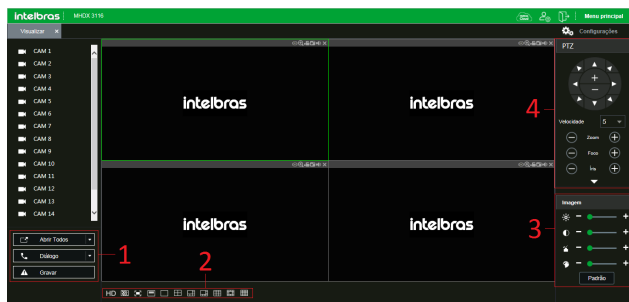 intelbras MHDX 3116 Menu principal
Visualizar × Configurações
CAM 1
CAM 2
CAM 3
CAM 4
CAM 5
CAM 6
CAM 7
CAM 8
CAM 9
CAM 10
CAM 11
CAM 12
CAM 13
CAM 14
Abrir Todos
Diálogo
Gravar
1
intelbras
intelbras
intelbras
intelbras
2
HD
PTZ
4
Velocidade 5
Zoom
Foco
Íris
Imagem
3
Padrão